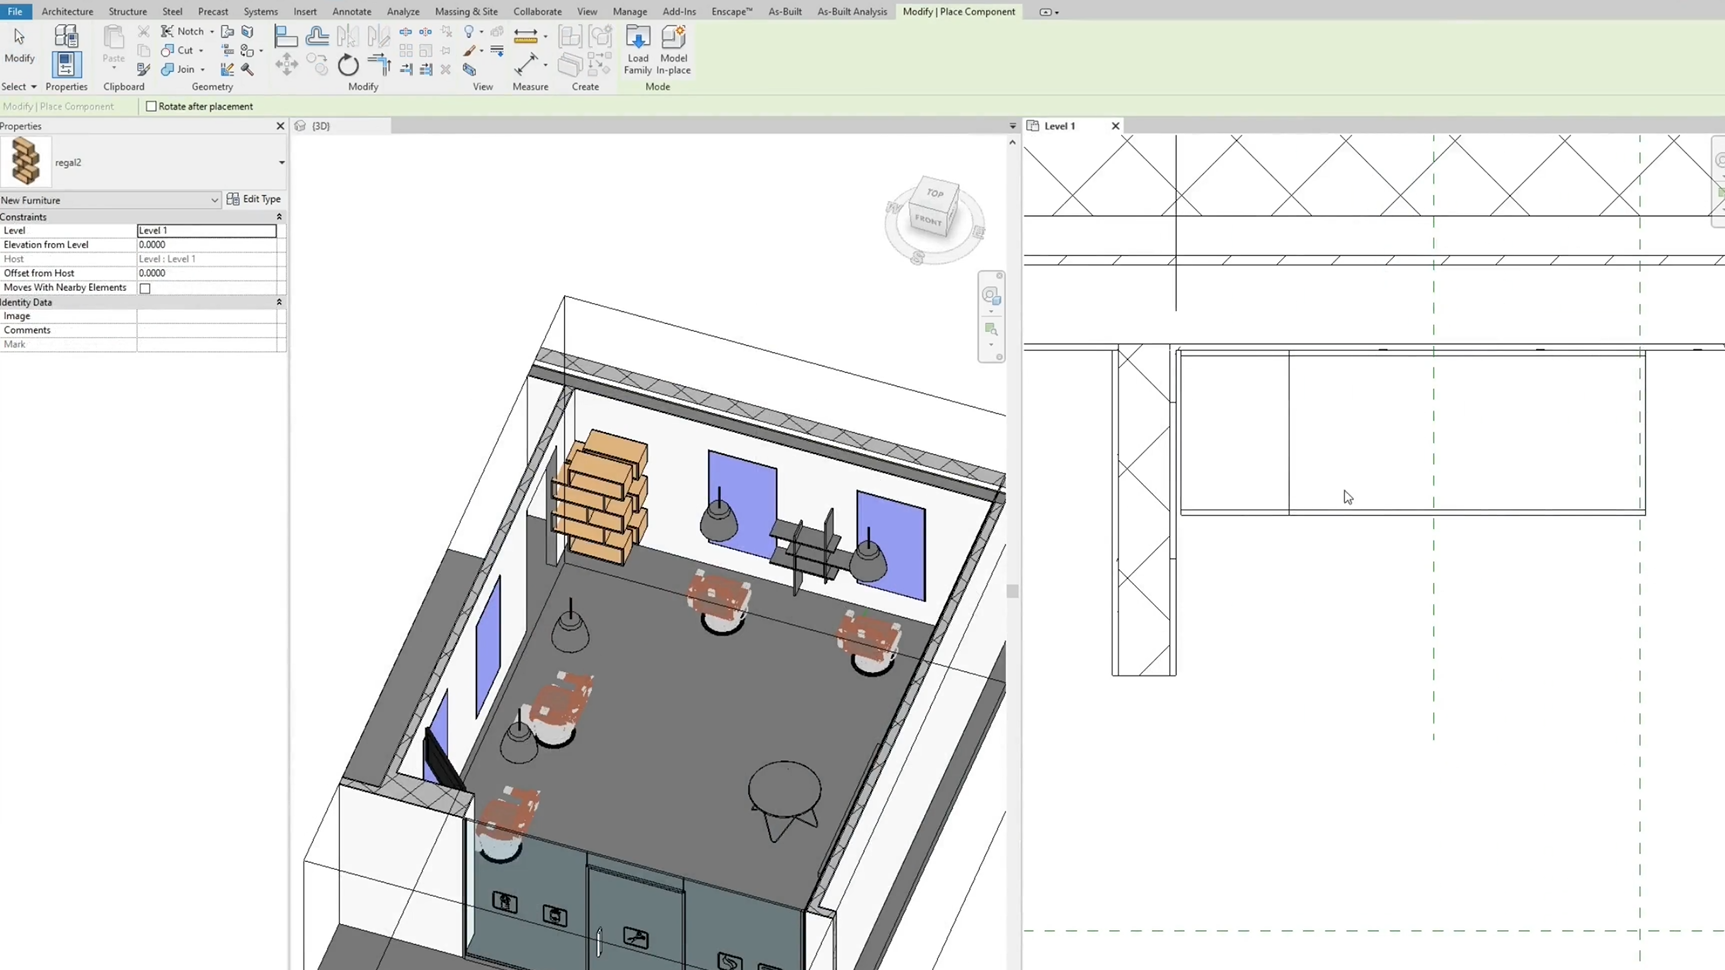 File Architecture Structure Steel Precast Systems Insert Annotate Analyze Massing & Site Collaborate View Manage Add-Ins Enscape™ As-Built As-Built Analysis Modify | Place Component
Modify
Notch
Cut
Join
Paste
Load Family
Model In-place
Select Properties Clipboard Geometry Modify View Measure Create Mode
Modify | Place Component Rotate after placement
Properties
{3D}
Level 1
regal2
New Furniture Edit Type
Constraints
Level Level 1
Elevation from Level 0.0000
Host Level : Level 1
Offset from Host 0.0000
Moves With Nearby Elements
Identity Data
Image
Comments
Mark
TOP
FRONT
W
E
S